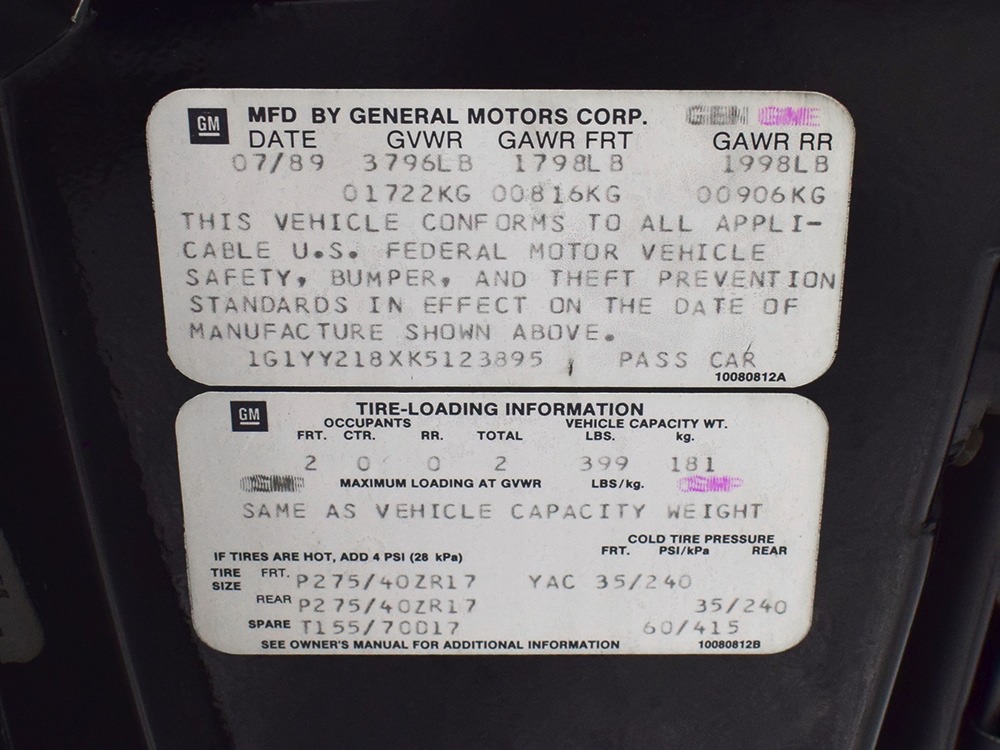 GM MFD BY GENERAL MOTORS CORP.
DATE GVWR GAWR FRT GAWR RR
07/89 3796LB 1798LB 1998LB
01722KG 00816KG 00906KG
THIS VEHICLE CONFORMS TO ALL APPLI-
CABLE U.S. FEDERAL MOTOR VEHICLE
SAFETY, BUMPER, AND THEFT PREVENTION
STANDARDS IN EFFECT ON THE DATE OF
MANUFACTURE SHOWN ABOVE.
1G1YY218XK5123895 PASS CAR
10080812A
GM TIRE-LOADING INFORMATION
OCCUPANTS VEHICLE CAPACITY WT.
FRT. CTR. RR. TOTAL LBS. kg.
2 0 0 2 399 181
MAXIMUM LOADING AT GVWR LBS/kg.
SAME AS VEHICLE CAPACITY WEIGHT
COLD TIRE PRESSURE
IF TIRES ARE HOT, ADD 4 PSI (28 kPa) FRT. PSI/kPa REAR
TIRE SIZE FRT. P275/40ZR17 YAC 35/240
REAR P275/40ZR17 35/240
SPARE T155/70D17 60/415
SEE OWNER'S MANUAL FOR ADDITIONAL INFORMATION 10080812B